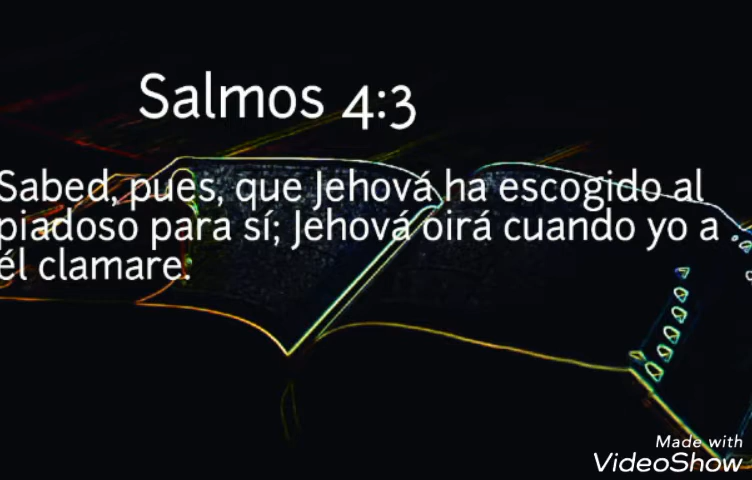 Salmos 4:3
Sabed, pues, que Jehová ha escogido al
piadoso para sí; Jehová oirá cuando yo a
él clamare.
Made with
VideoShow